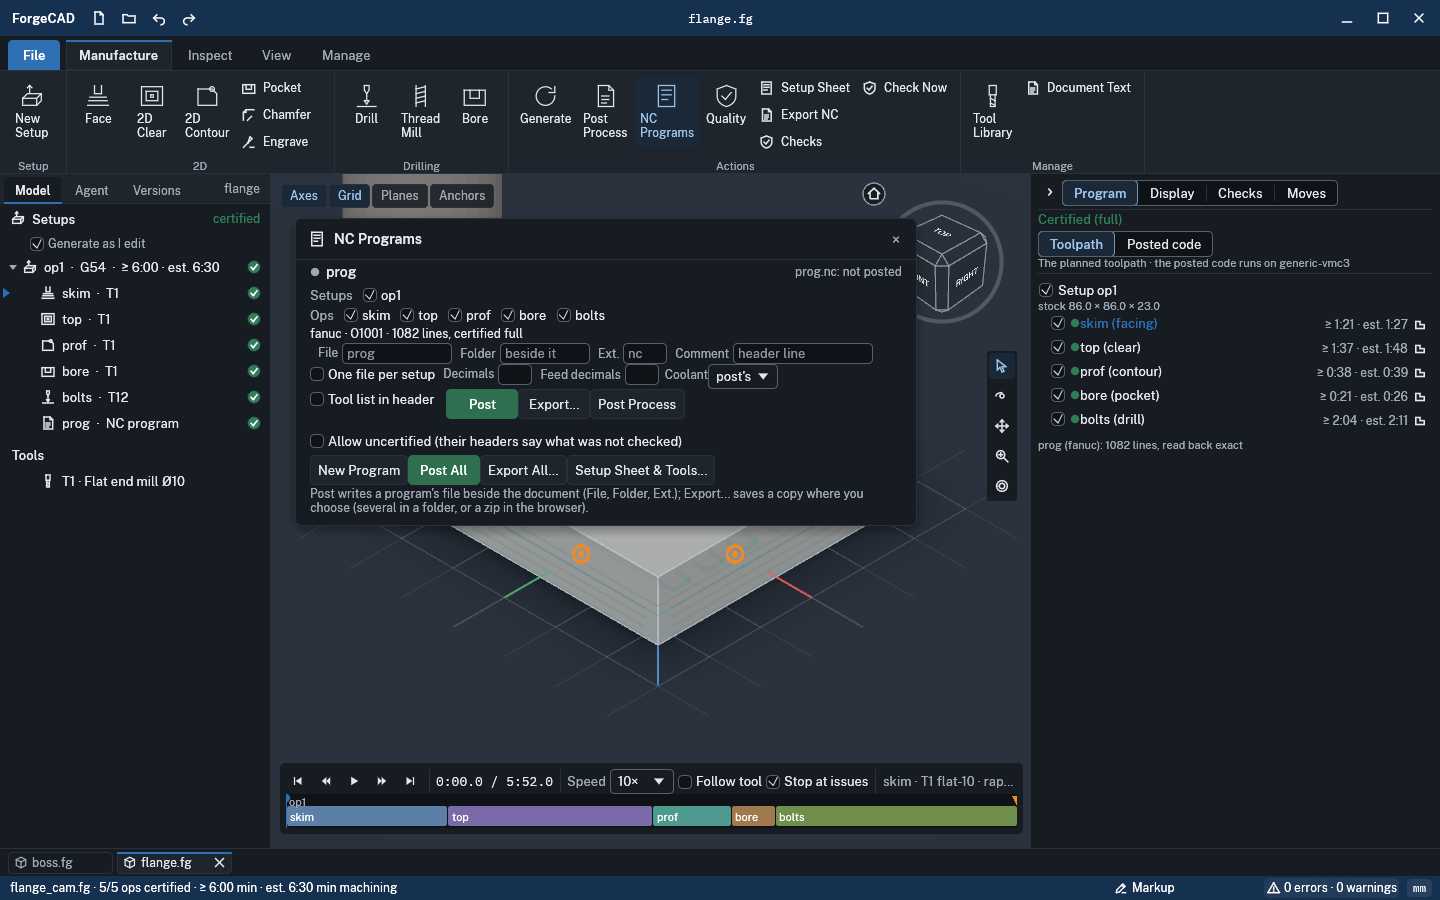 ForgeCAD
flange.fg
File
Manufacture
Inspect
View
Manage
New Setup
Face
2D Clear
2D Contour
Pocket
Chamfer
Engrave
Drill
Thread Mill
Bore
Generate
Post Process
NC Programs
Quality
Setup Sheet
Export NC
Checks
Check Now
Tool Library
Document Text
Setup
2D
Drilling
Actions
Manage
Model
Agent
Versions
flange
Setups
certified
Generate as I edit
op1 · G54 · ≥ 6:00 · est. 6:30
skim · T1
top · T1
prof · T1
bore · T1
bolts · T12
prog · NC program
Tools
T1 · Flat end mill Ø10
Axes
Grid
Planes
Anchors
TOP
RIGHT
NC Programs
prog
prog.nc: not posted
Setups op1
Ops skim top prof bore bolts
fanuc · O1001 · 1082 lines, certified full
File prog Folder beside it Ext. nc Comment header line
One file per setup Decimals Feed decimals Coolant post's
Tool list in header Post Export... Post Process
Allow uncertified (their headers say what was not checked)
New Program Post All Export All... Setup Sheet & Tools...
Post writes a program's file beside the document (File, Folder, Ext.); Export... saves a copy where you
choose (several in a folder, or a zip in the browser).
0:00.0 / 5:52.0 Speed 10× Follow tool Stop at issues skim · T1 flat-10 · rap...
op1
skim top prof bore bolts
Program
Display
Checks
Moves
Certified (full)
Toolpath
Posted code
The planned toolpath · the posted code runs on generic-vmc3
Setup op1
stock 86.0 × 86.0 × 23.0
skim (facing) ≥ 1:21 · est. 1:27
top (clear) ≥ 1:37 · est. 1:48
prof (contour) ≥ 0:38 · est. 0:39
bore (pocket) ≥ 0:21 · est. 0:26
bolts (drill) ≥ 2:04 · est. 2:11
prog (fanuc): 1082 lines, read back exact
boss.fg
flange.fg
flange_cam.fg · 5/5 ops certified · ≥ 6:00 min · est. 6:30 min machining
Markup
0 errors · 0 warnings
mm